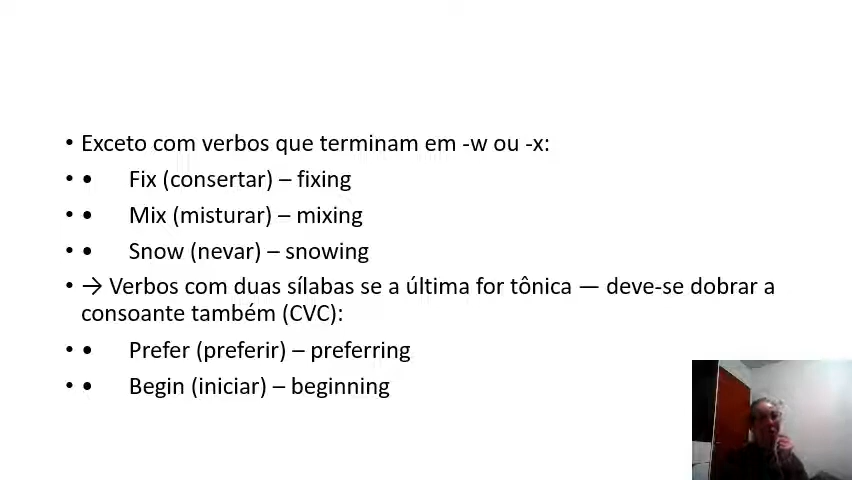 • Exceto com verbos que terminam em -w ou -x:
• • Fix (consertar) – fixing
• • Mix (misturar) – mixing
• • Snow (nevar) – snowing
• → Verbos com duas sílabas se a última for tônica — deve-se dobrar a
consoante também (CVC):
• • Prefer (preferir) – preferring
• • Begin (iniciar) – beginning